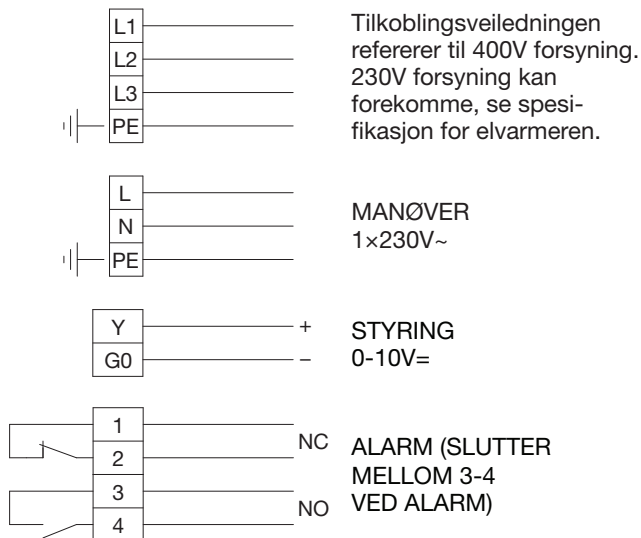 L1
L2
L3
PE
Tilkoblingsveiledningen
refererer til 400V forsyning.
230V forsyning kan
forekomme, se spesi-
fikasjon for elvarmeren.
L
N
PE
MANØVER
1×230V~
Y
G0
+
−
STYRING
0-10V=
1
2
3
4
NC
NO
ALARM (SLUTTER
MELLOM 3-4
VED ALARM)